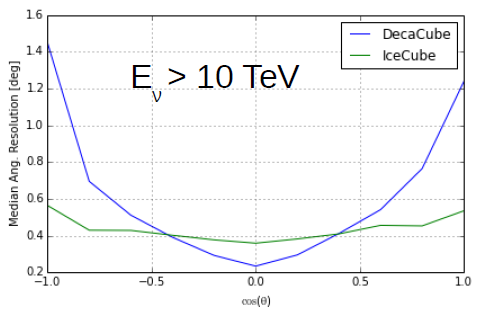 1.6
1.4
1.2
1.0
0.8
0.6
0.4
0.2
Median Ang. Resolution [deg]
DecaCube
IceCube
Eν > 10 TeV
−1.0 −0.5 0.0 0.5 1.0
cos(θ)